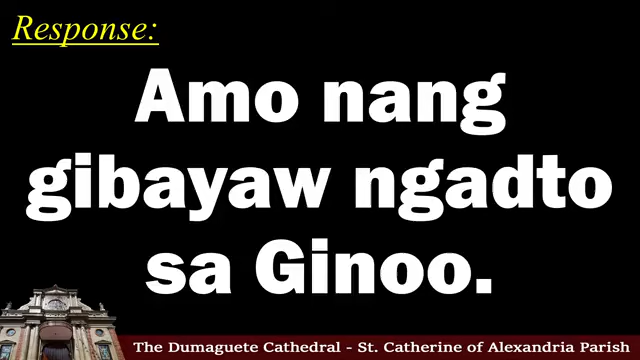 Response:
Amo nang
gibayaw ngadto
sa Ginoo.
The Dumaguete Cathedral - St. Catherine of Alexandria Parish